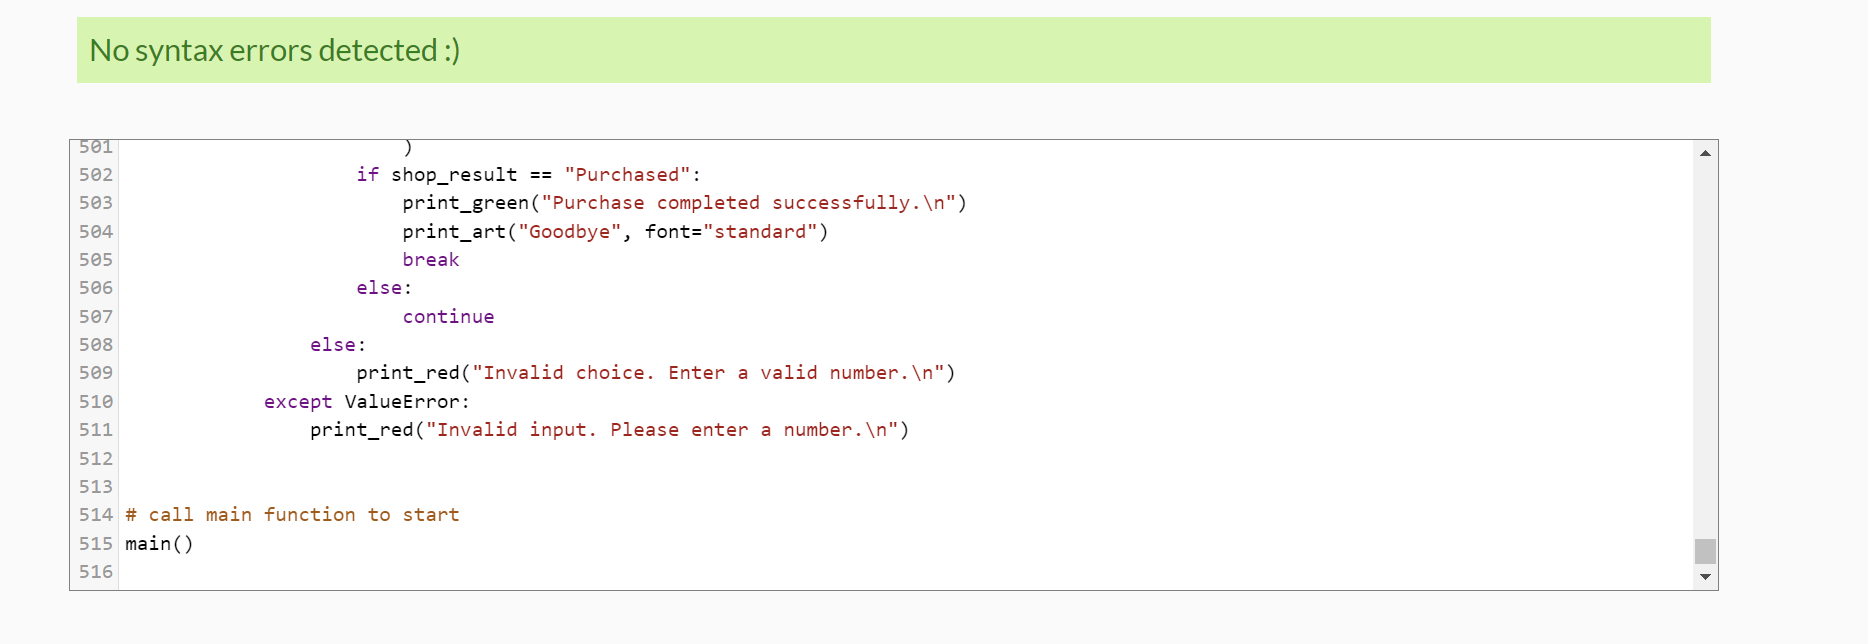 No syntax errors detected :)
501                         )
502                     if shop_result == "Purchased":
503                         print_green("Purchase completed successfully.\n")
504                         print_art("Goodbye", font="standard")
505                         break
506                     else:
507                         continue
508                 else:
509                     print_red("Invalid choice. Enter a valid number.\n")
510             except ValueError:
511                 print_red("Invalid input. Please enter a number.\n")
512
513
514 # call main function to start
515 main()
516